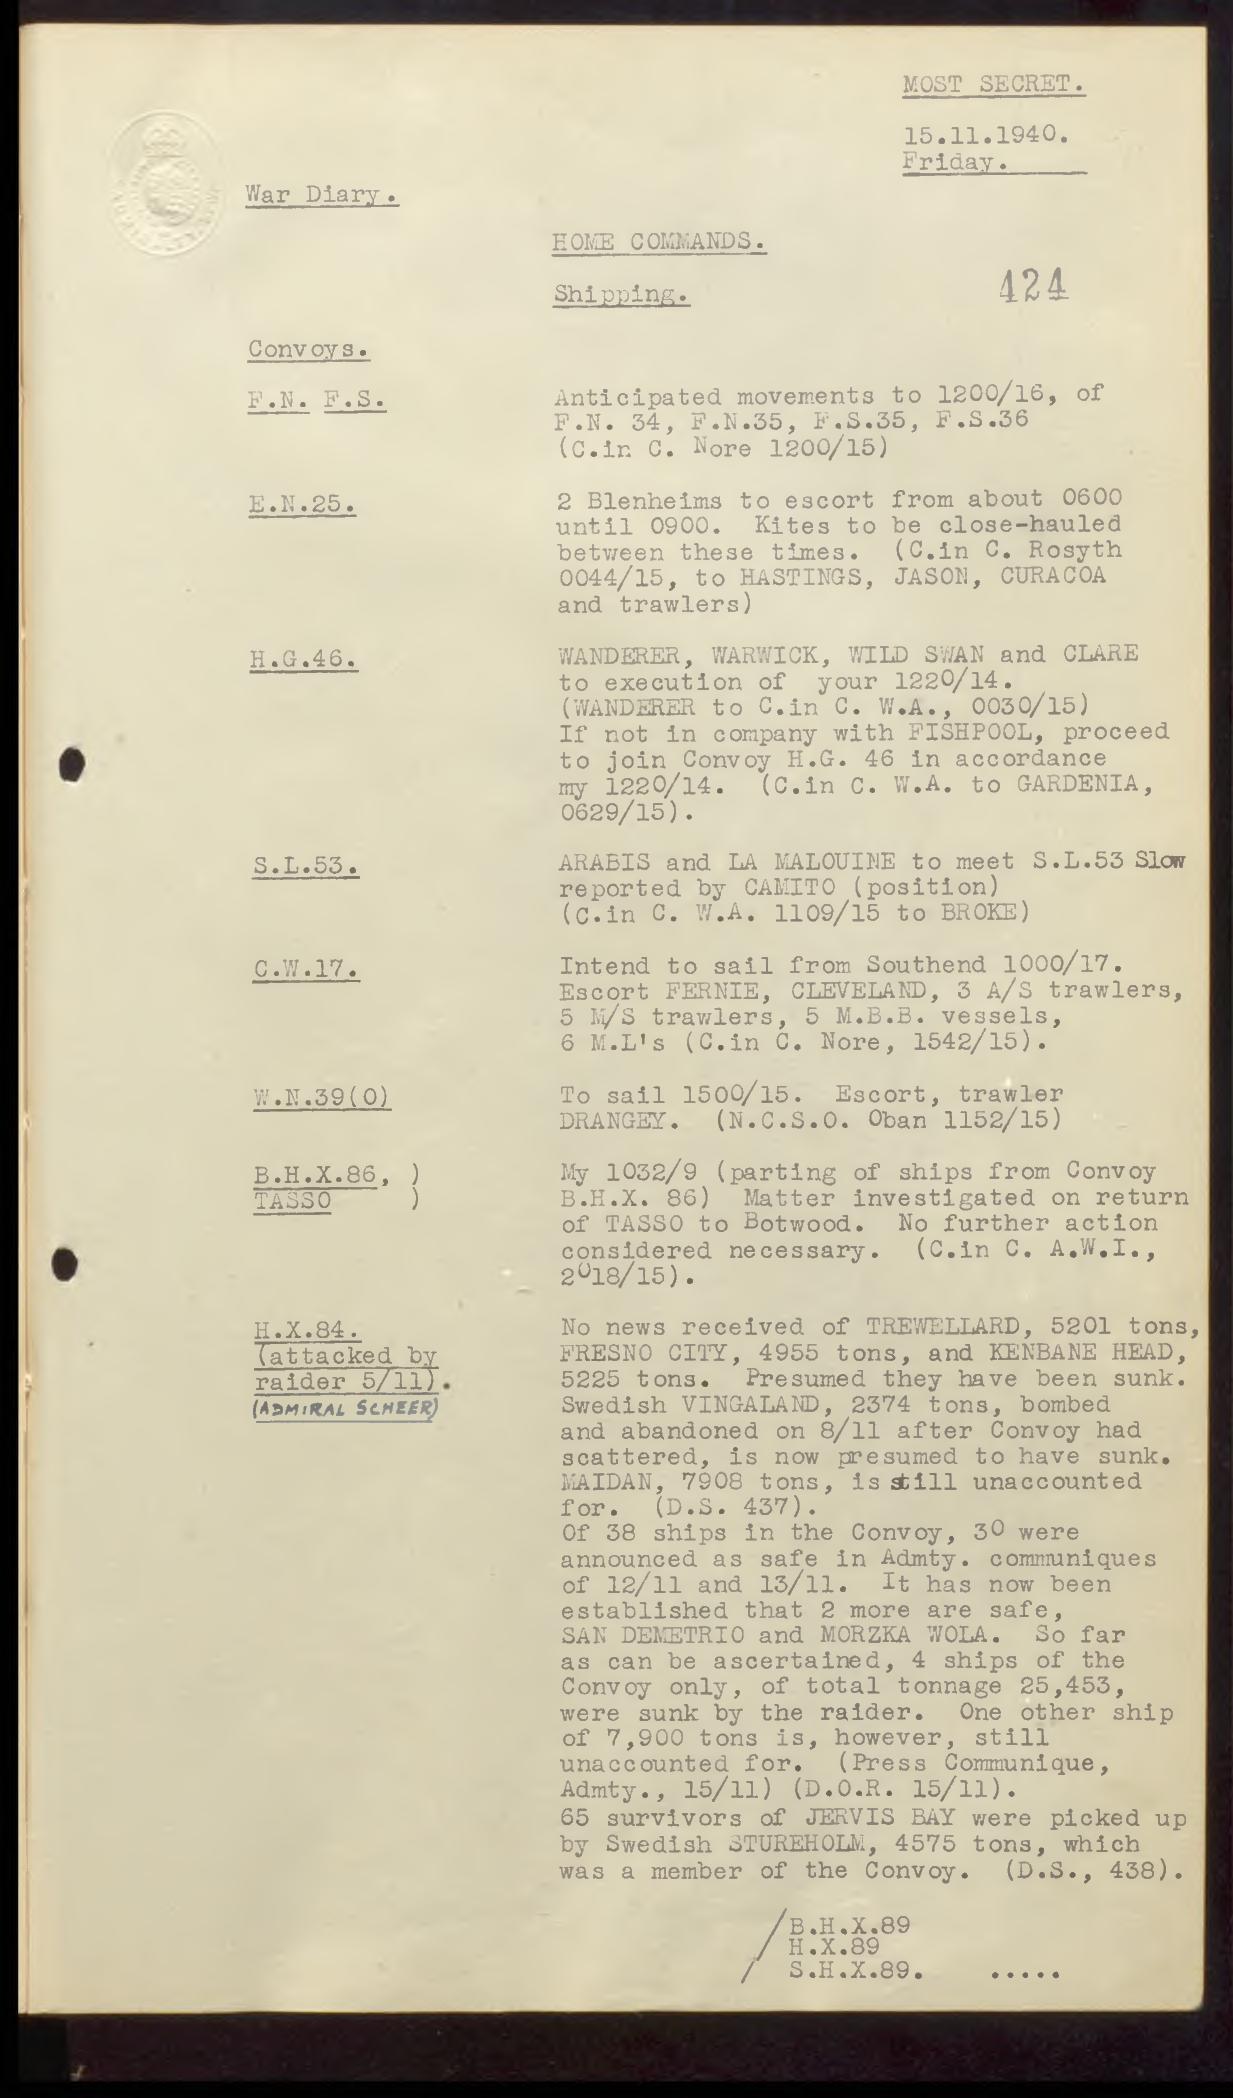 MOST SECRET.
15.11.1940.
Friday.
War Diary.
HOME COMMANDS.
Shipping.
424
Convoys.
F.N. F.S.
Anticipated movements to 1200/16, of
F.N. 34, F.N.35, F.S.35, F.S.36
(C.in C. Nore 1200/15)
E.N.25.
2 Blenheims to escort from about 0600
until 0900. Kites to be close-hauled
between these times. (C.in C. Rosyth
0044/15, to HASTINGS, JASON, CURACOA
and trawlers)
H.G.46.
WANDERER, WARWICK, WILD SWAN and CLARE
to execution of your 1220/14.
(WANDERER to C.in C. W.A., 0030/15)
If not in company with FISHPOOL, proceed
to join Convoy H.G. 46 in accordance
my 1220/14. (C.in C. W.A. to GARDENIA,
0629/15).
S.L.53.
ARABIS and LA MALOUINE to meet S.L.53 Slow
reported by CAMITO (position)
(C.in C. W.A. 1109/15 to BROKE)
C.W.17.
Intend to sail from Southend 1000/17.
Escort FERNIE, CLEVELAND, 3 A/S trawlers,
5 M/S trawlers, 5 M.B.B. vessels,
6 M.L's (C.in C. Nore, 1542/15).
W.N.39(O)
To sail 1500/15. Escort, trawler
DRANGEY. (N.C.S.O. Oban 1152/15)
B.H.X.86, )
TASSO )
My 1032/9 (parting of ships from Convoy
B.H.X. 86) Matter investigated on return
of TASSO to Botwood. No further action
considered necessary. (C.in C. A.W.I.,
2018/15).
H.X.84.
(attacked by
raider 5/11).
(ADMIRAL SCHEER)
No news received of TREWELLARD, 5201 tons,
FRESNO CITY, 4955 tons, and KENBANE HEAD,
5225 tons. Presumed they have been sunk.
Swedish VINGALAND, 2374 tons, bombed
and abandoned on 8/11 after Convoy had
scattered, is now presumed to have sunk.
MAIDAN, 7908 tons, is still unaccounted
for. (D.S. 437).
Of 38 ships in the Convoy, 30 were
announced as safe in Admty. communiques
of 12/11 and 13/11. It has now been
established that 2 more are safe,
SAN DEMETRIO and MORZKA WOLA. So far
as can be ascertained, 4 ships of the
Convoy only, of total tonnage 25,453,
were sunk by the raider. One other ship
of 7,900 tons is, however, still
unaccounted for. (Press Communique,
Admty., 15/11) (D.O.R. 15/11).
65 survivors of JERVIS BAY were picked up
by Swedish STUREHOLM, 4575 tons, which
was a member of the Convoy. (D.S., 438).
/ B.H.X.89
/ H.X.89
/ S.H.X.89. .....